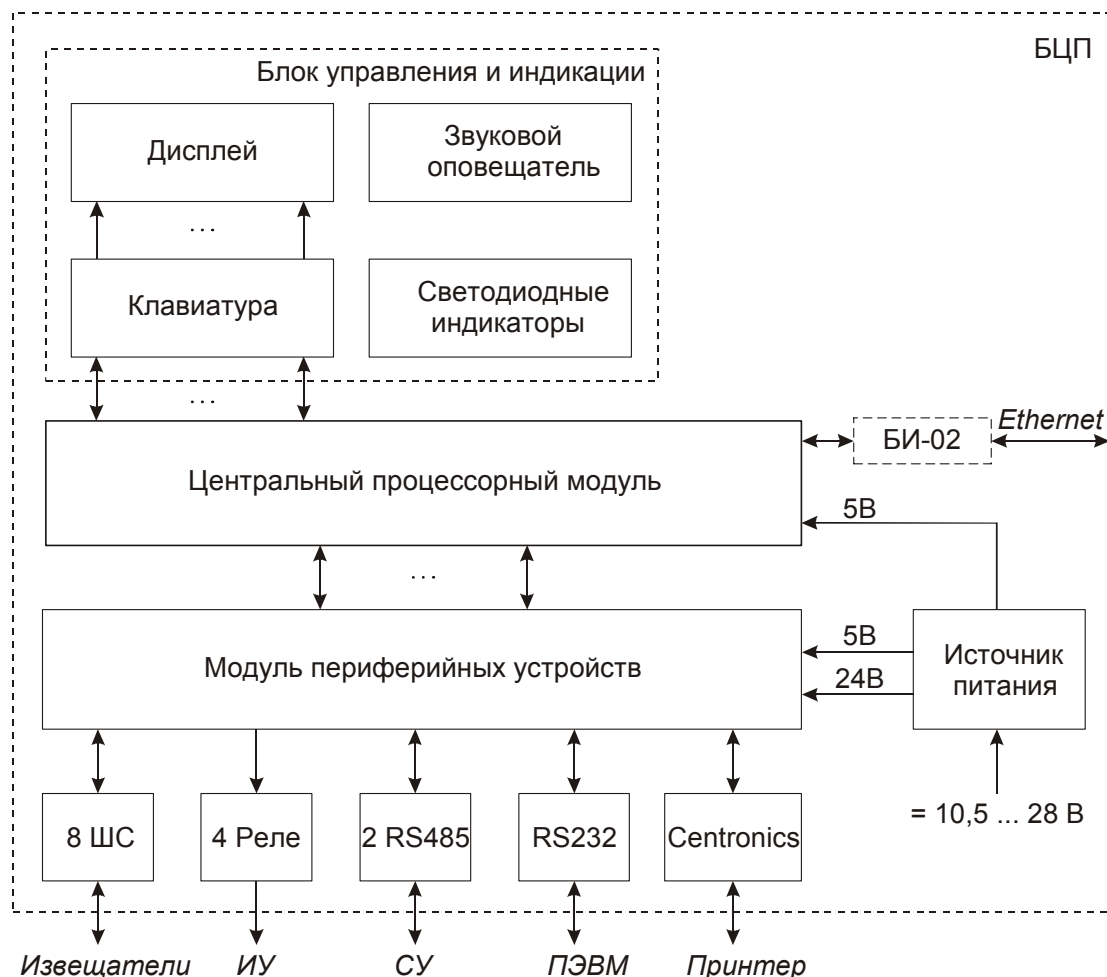 БЦП
Блок управления и индикации
Дисплей
Звуковой
оповещатель
...
Клавиатура
Светодиодные
индикаторы
...
БИ-02
Ethernet
Центральный процессорный модуль
5В
...
Модуль периферийных устройств
5В
24В
Источник
питания
= 10,5 ... 28 В
8 ШС
4 Реле
2 RS485
RS232
Centronics
Извещатели
ИУ
СУ
ПЭВМ
Принтер